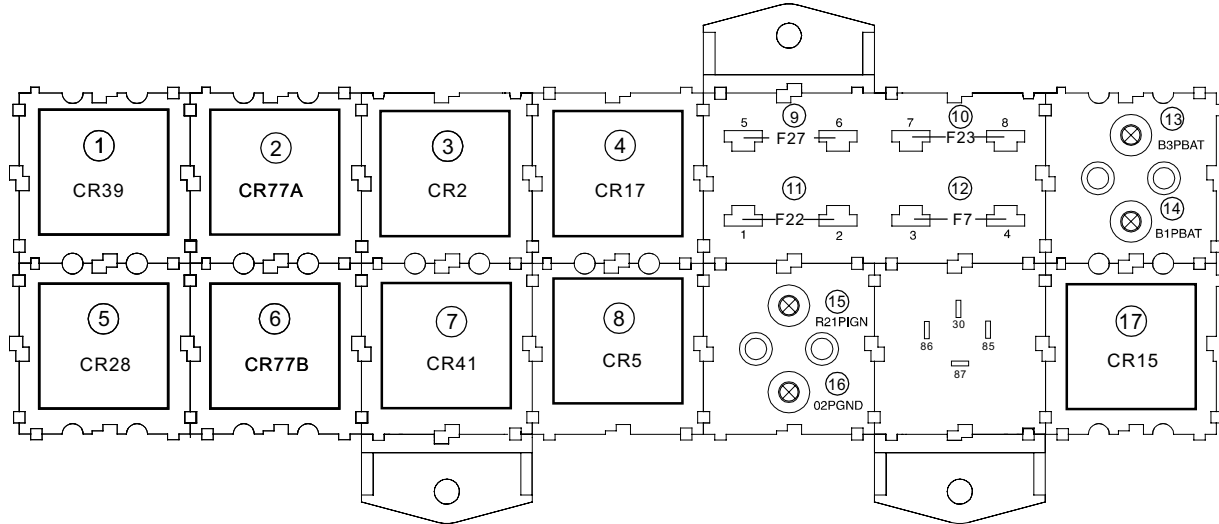 1
CR39
2
CR77A
3
CR2
4
CR17
9
5 6
F27
10
7 8
F23
11
F22
1 2
12
F7
3 4
13
B3PBAT
14
B1PBAT
5
CR28
6
CR77B
7
CR41
8
CR5
15
R21PIGN
16
02PGND
30
86 85
87
17
CR15